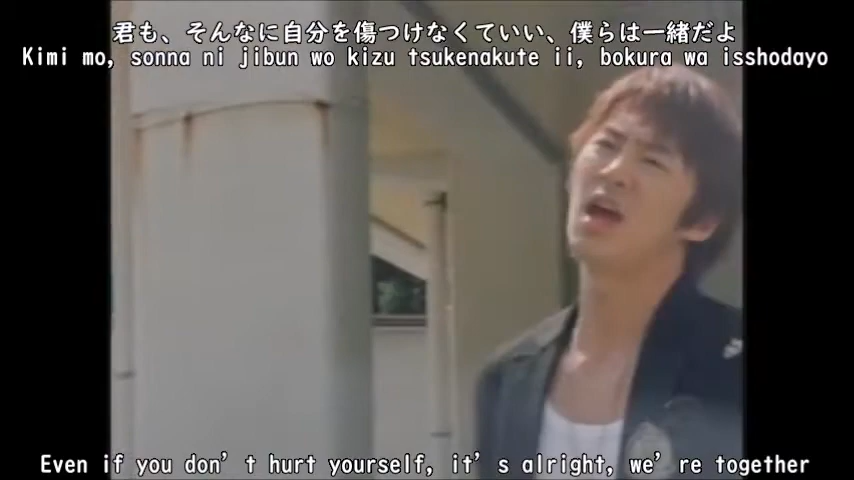 君も、そんなに自分を傷つけなくていい、僕らは一緒だよ
Kimi mo, sonna ni jibun wo kizu tsukenakute ii, bokura wa isshodayo
Even if you don't hurt yourself, it's alright, we're together